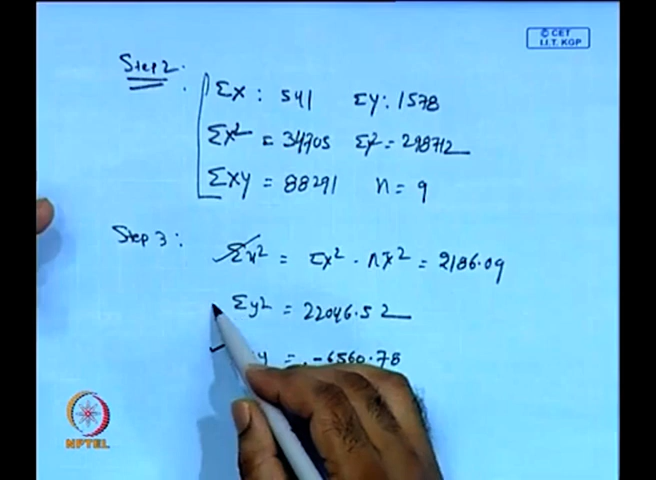 © CET
I.I.T. KGP
Step 2:
ΣX : 541 ΣY : 1578
ΣX² = 34705 ΣY² = 298712
ΣXY = 88291 n = 9
Step 3 :
Σx² = ΣX² - nX̄² = 2186.09
Σy² = 22046.52
y = -6560.78
NPTEL